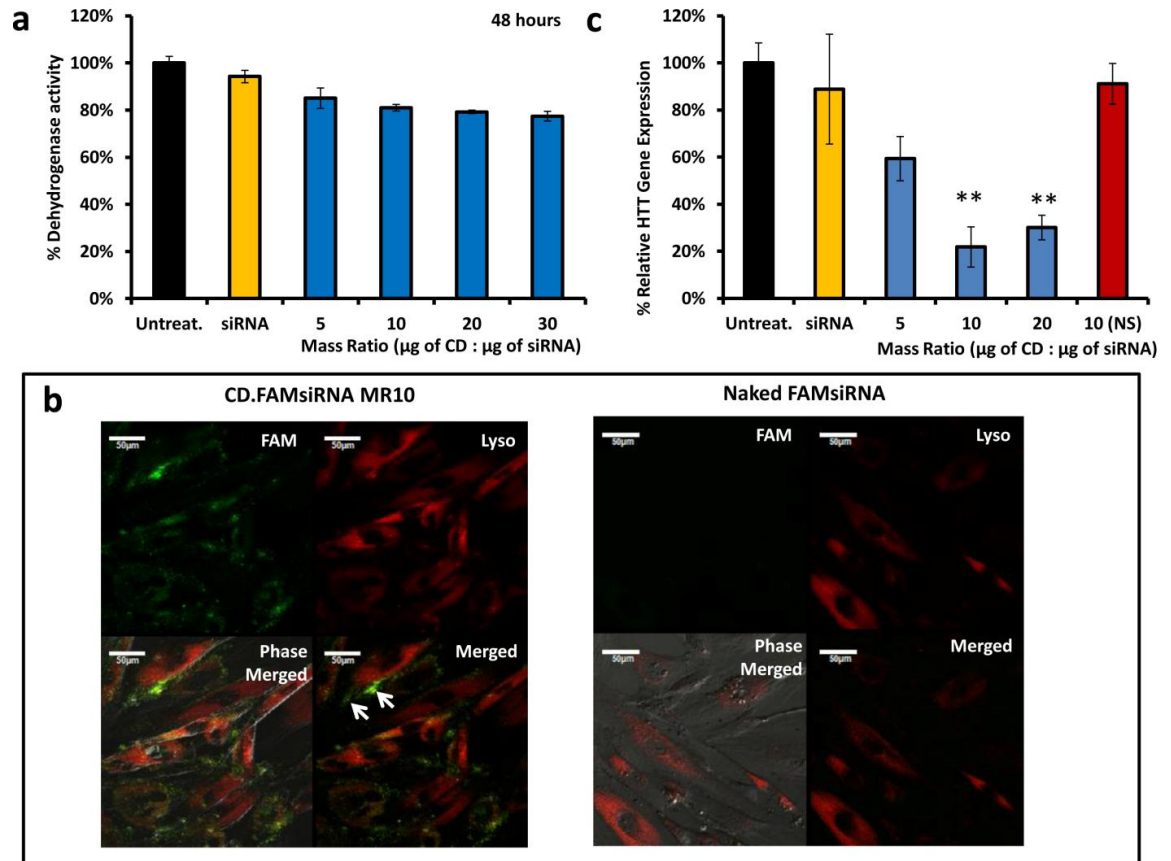 a
48 hours
120%
100%
80%
60%
40%
20%
0%
% Dehydrogenase activity
Untreat. siRNA 5 10 20 30
Mass Ratio (µg of CD : µg of siRNA)
c
120%
100%
80%
60%
40%
20%
0%
% Relative HTT Gene Expression
** **
Untreat. siRNA 5 10 20 10 (NS)
Mass Ratio (µg of CD : µg of siRNA)
b
CD.FAMsiRNA MR10
50µm FAM
50µm Lyso
50µm Phase
Merged
50µm Merged
Naked FAMsiRNA
50µm FAM
50µm Lyso
50µm Phase
Merged
50µm Merged